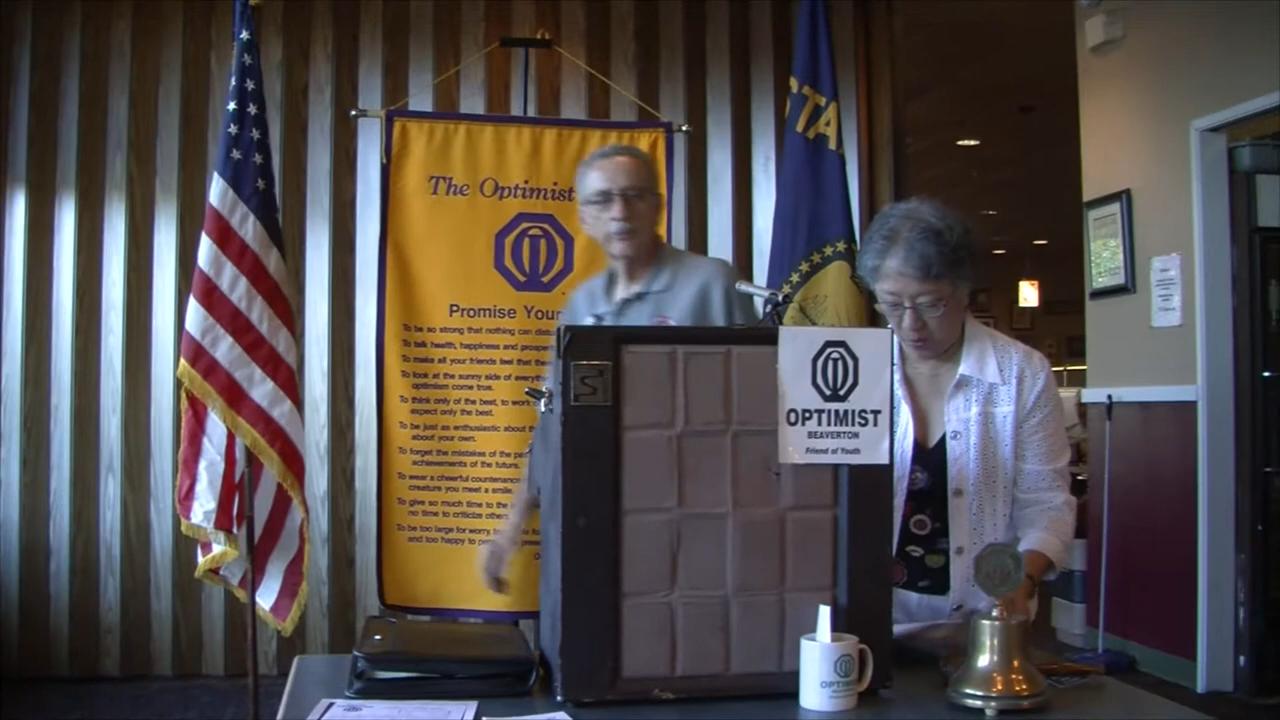 The Optimist
Promise Your
To be so strong that nothing can distu
To talk health, happiness and prosper
To make all your friends feel that the
To look at the sunny side of everyth
optimism come true.
To think only of the best, to work
expect only the best.
To be just as enthusiastic about th
about your own.
To forget the mistakes of the pas
achievements of the future.
To wear a cheerful countenance
creature you meet a smile.
To give so much time to the
no time to criticize others
To be too large for worry,
and too happy to
STA
S
OPTIMIST
BEAVERTON
Friend of Youth
OPTIMIST